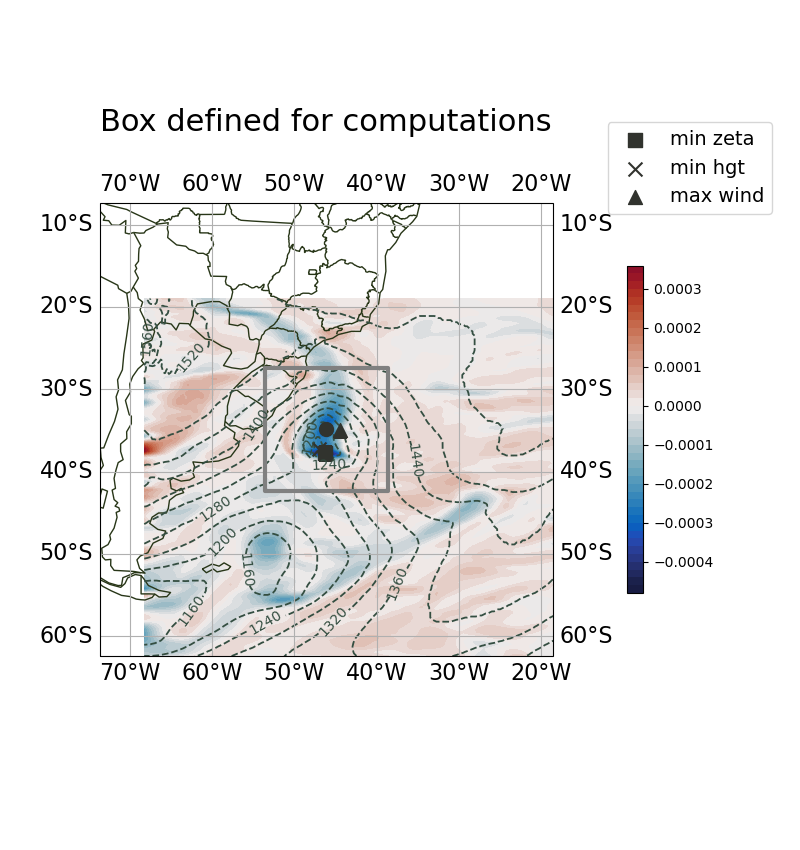 Box defined for computations
min zeta
min hgt
max wind
70°W 60°W 50°W 40°W 30°W 20°W
10°S 10°S
20°S 20°S
30°S 30°S
40°S 40°S
50°S 50°S
60°S 60°S
70°W 60°W 50°W 40°W 30°W 20°W
0.0003
0.0002
0.0001
0.0000
−0.0001
−0.0002
−0.0003
−0.0004
1560
1520
1400
1240
1440
1280
1200
1160
1160
1240
1320
1360